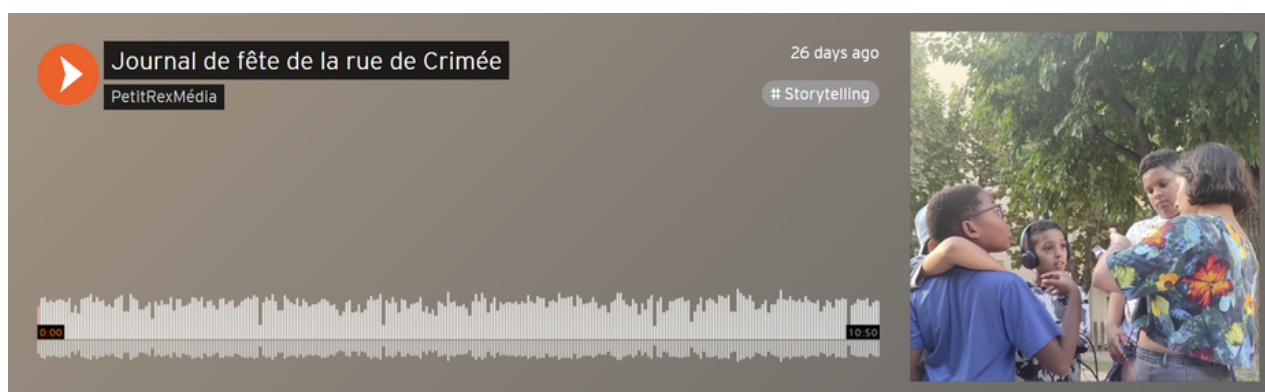 Journal de fête de la rue de Crimée
PetitRexMédia
26 days ago
# Storytelling
0:00
10:50